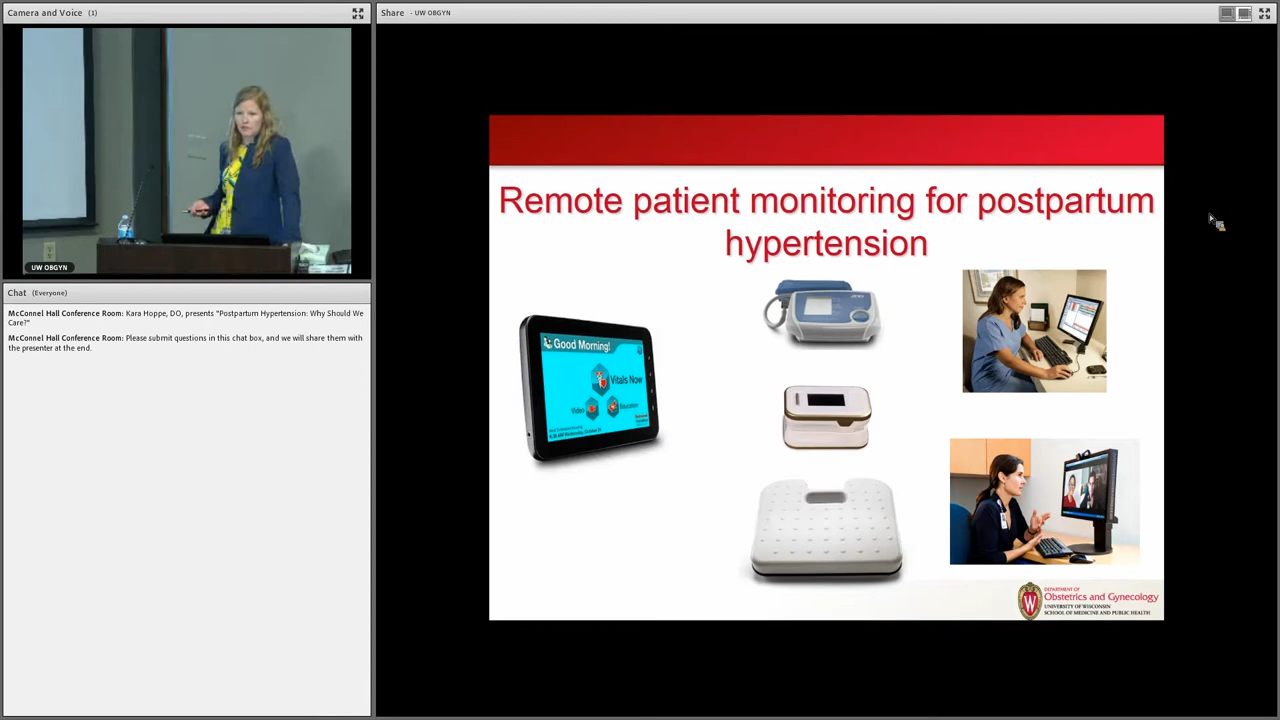 Camera and Voice (1)
UW OBGYN
Chat (Everyone)
McConnel Hall Conference Room: Kara Hoppe, DO, presents "Postpartum Hypertension: Why Should We
Care?"
McConnel Hall Conference Room: Please submit questions in this chat box, and we will share them with
the presenter at the end.
Share - UW OBGYN
Remote patient monitoring for postpartum
hypertension
Good Morning!
Vitals Now
Video
Education
W
DEPARTMENT OF
Obstetrics and Gynecology
UNIVERSITY OF WISCONSIN
SCHOOL OF MEDICINE AND PUBLIC HEALTH